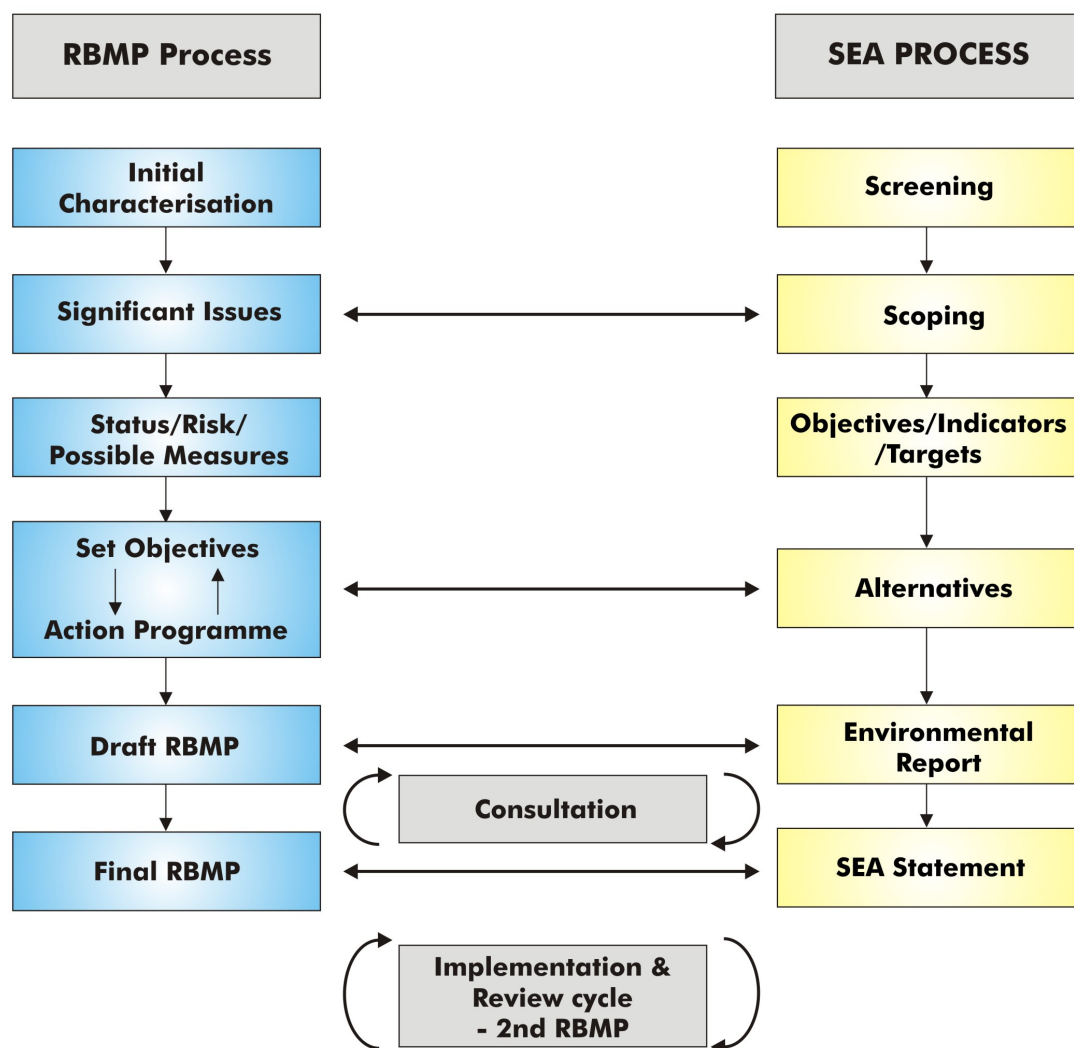 RBMP Process
SEA PROCESS
Initial
Characterisation
Screening
Significant Issues
Scoping
Status/Risk/
Possible Measures
Objectives/Indicators
/Targets
Set Objectives
Action Programme
Alternatives
Draft RBMP
Environmental
Report
Consultation
Final RBMP
SEA Statement
Implementation &
Review cycle
- 2nd RBMP